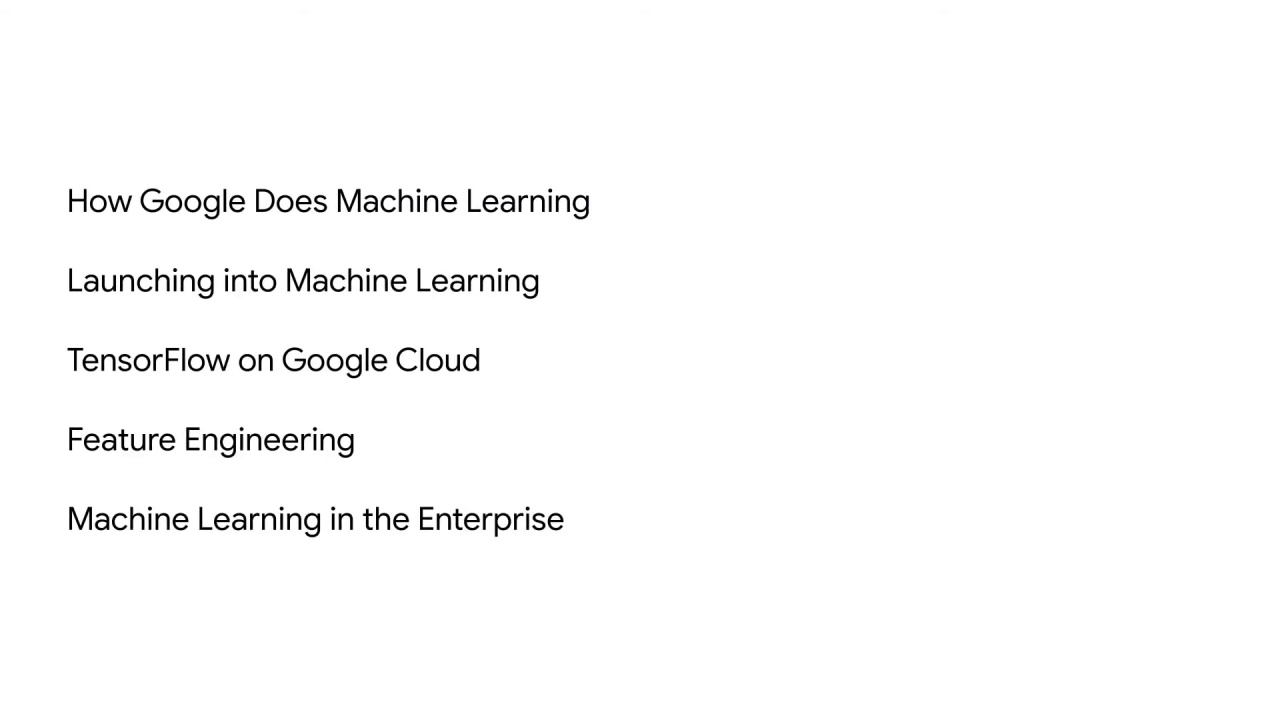 How Google Does Machine Learning
Launching into Machine Learning
TensorFlow on Google Cloud
Feature Engineering
Machine Learning in the Enterprise